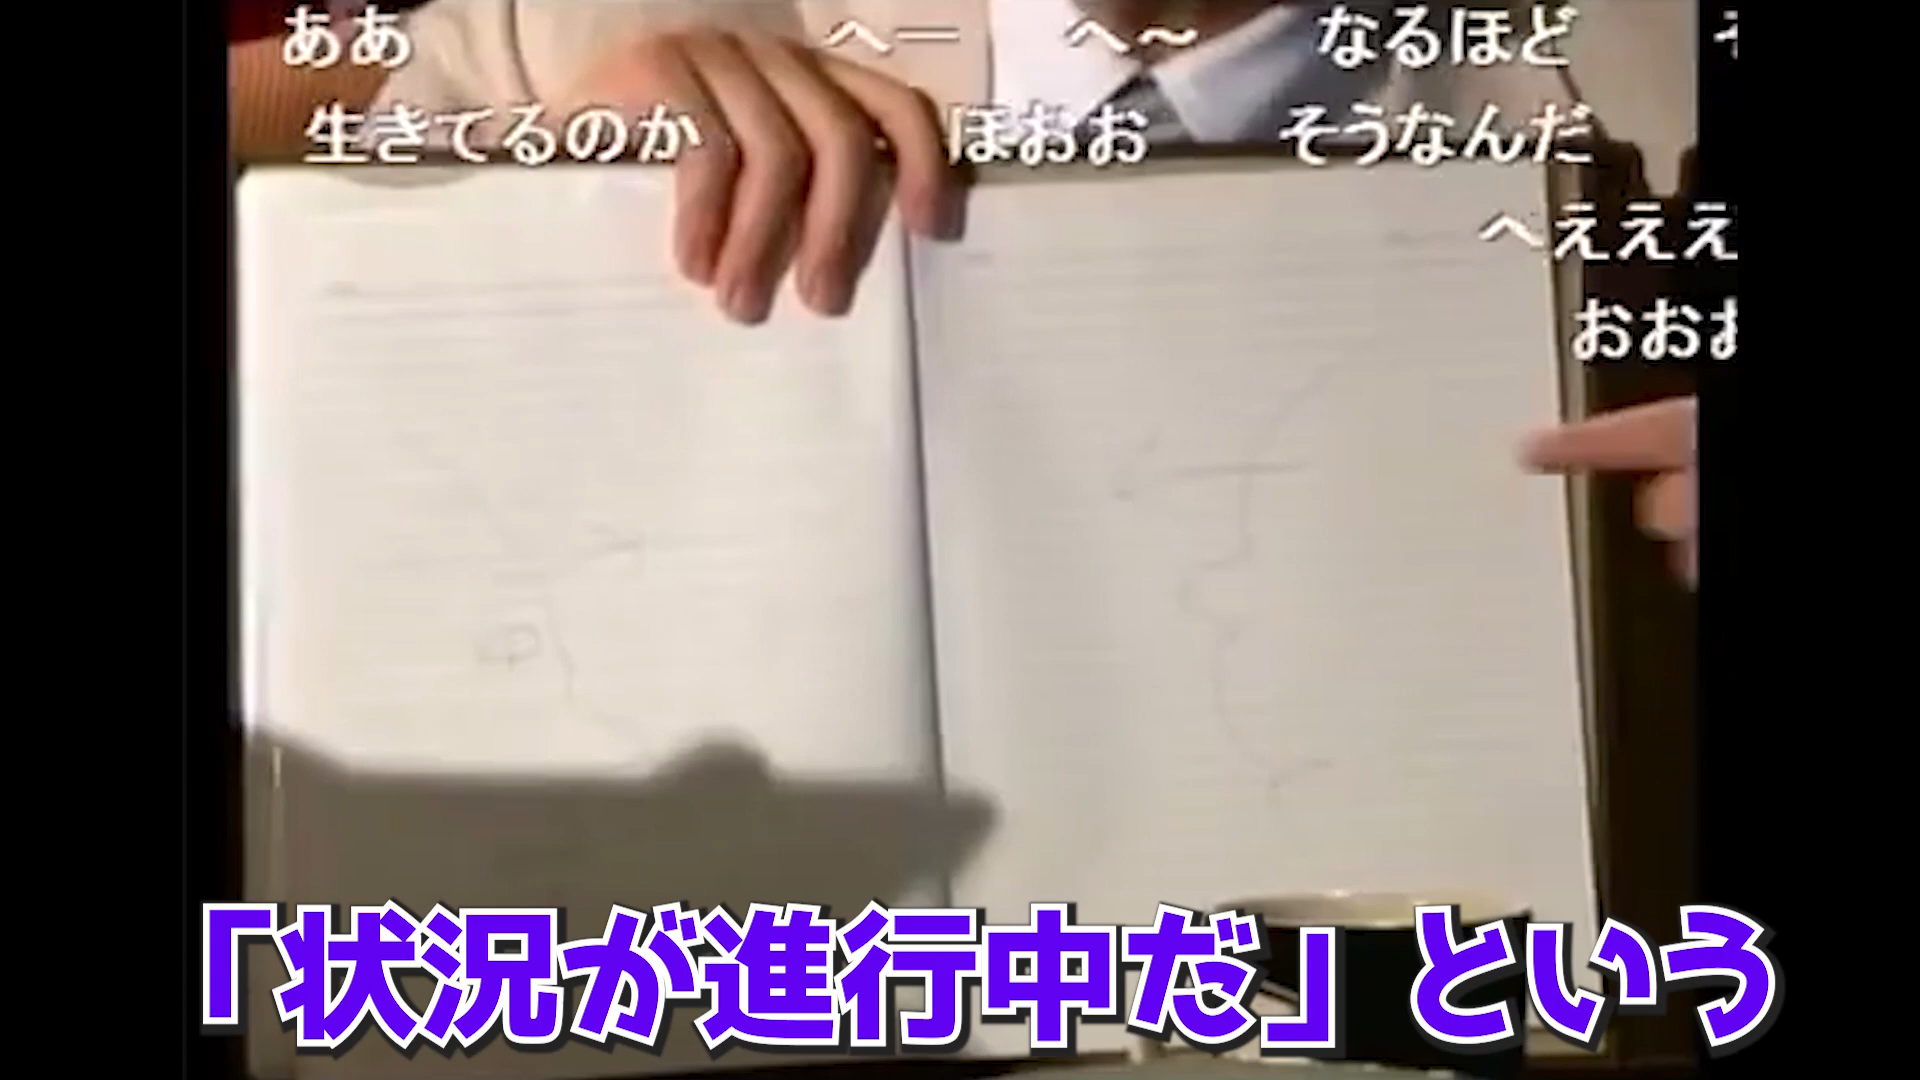 ああ へー へ～ なるほど
生きてるのか ほおお そうなんだ
へえええ
おおお
「状況が進行中だ」という